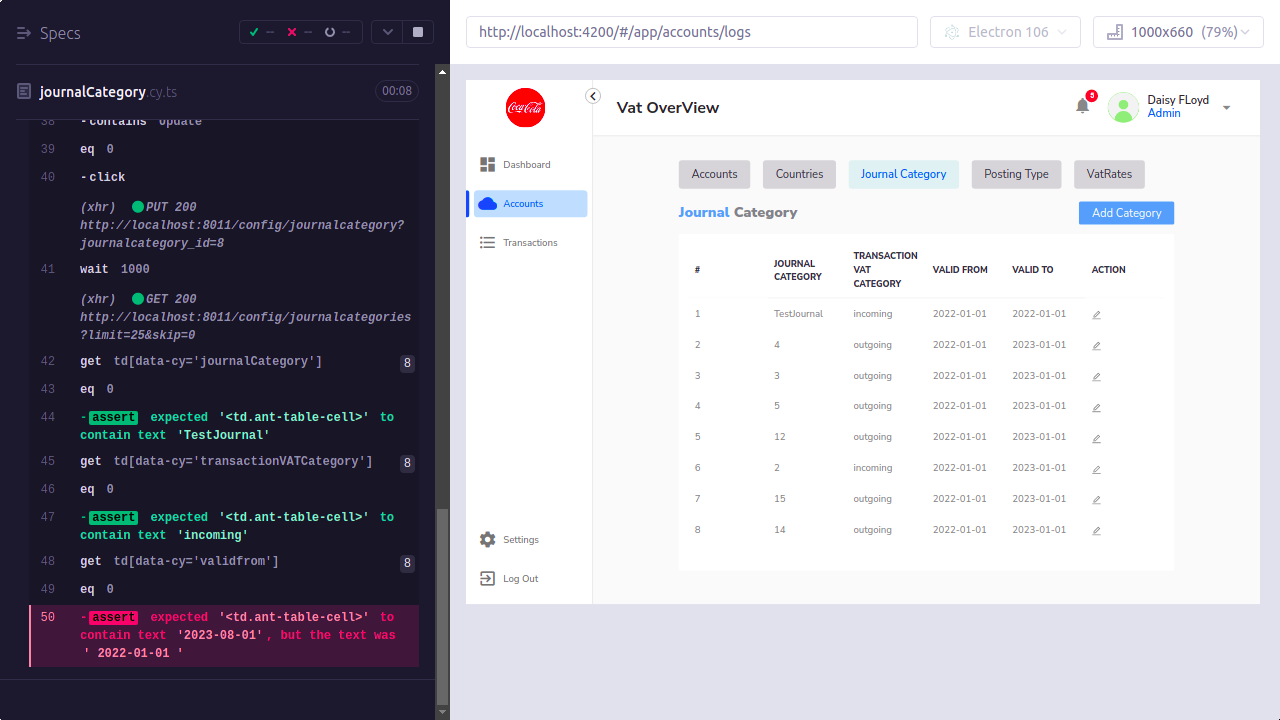 Specs
-- -- --
journalCategory.cy.ts
00:08
38 -contains Update
39 eq 0
40 -click
(xhr) PUT 200
http://localhost:8011/config/journalcategory?
journalcategory_id=8
41 wait 1000
(xhr) GET 200
http://localhost:8011/config/journalcategories
?limit=25&skip=0
42 get td[data-cy='journalCategory'] 8
43 eq 0
44 -assert expected '<td.ant-table-cell>' to
contain text 'TestJournal'
45 get td[data-cy='transactionVATCategory'] 8
46 eq 0
47 -assert expected '<td.ant-table-cell>' to
contain text 'incoming'
48 get td[data-cy='validfrom'] 8
49 eq 0
50 -assert expected '<td.ant-table-cell>' to
contain text '2023-08-01', but the text was
' 2022-01-01 '
http://localhost:4200/#/app/accounts/logs
Electron 106
1000x660 (79%)
Coca-Cola
Dashboard
Accounts
Transactions
Settings
Log Out
Vat OverView
5
Daisy FLoyd
Admin
Accounts Countries Journal Category Posting Type VatRates
Journal Category
Add Category
# JOURNAL CATEGORY TRANSACTION VAT CATEGORY VALID FROM VALID TO ACTION
1 TestJournal incoming 2022-01-01 2022-01-01
2 4 outgoing 2022-01-01 2023-01-01
3 3 outgoing 2022-01-01 2023-01-01
4 5 outgoing 2022-01-01 2023-01-01
5 12 outgoing 2022-01-01 2023-01-01
6 2 incoming 2022-01-01 2023-01-01
7 15 outgoing 2022-01-01 2023-01-01
8 14 outgoing 2022-01-01 2023-01-01